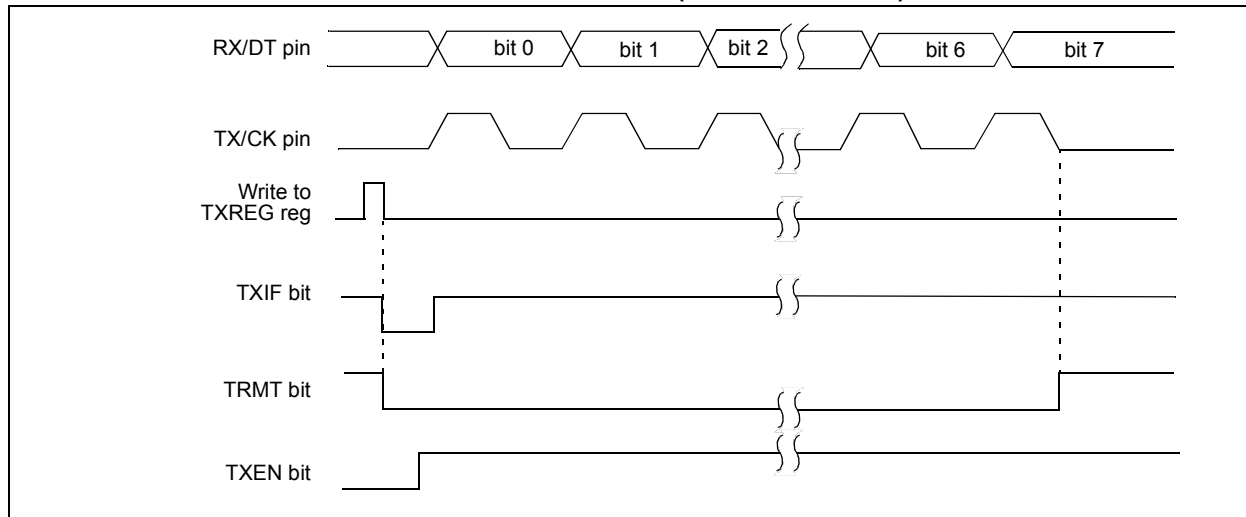 RX/DT pin
bit 0
bit 1
bit 2
bit 6
bit 7
TX/CK pin
Write to
TXREG reg
TXIF bit
TRMT bit
TXEN bit